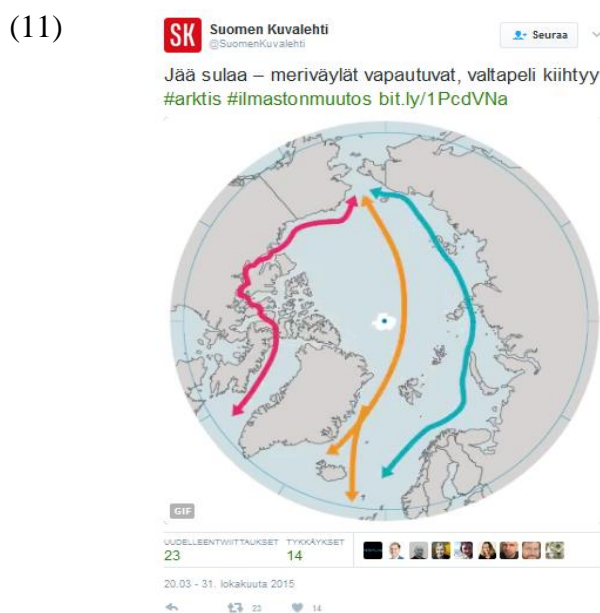 (11)
SK Suomen Kuvalehti
@SuomenKuvalehti
Seuraa
Jää sulaa – meriväylät vapautuvat, valtapeli kiihtyy
#arktis #ilmastonmuutos bit.ly/1PcdVNa
GIF
UUDELLEENTWIITTAUKSET TYKKÄYKSET
23 14
20.03 - 31. lokakuuta 2015
23 14